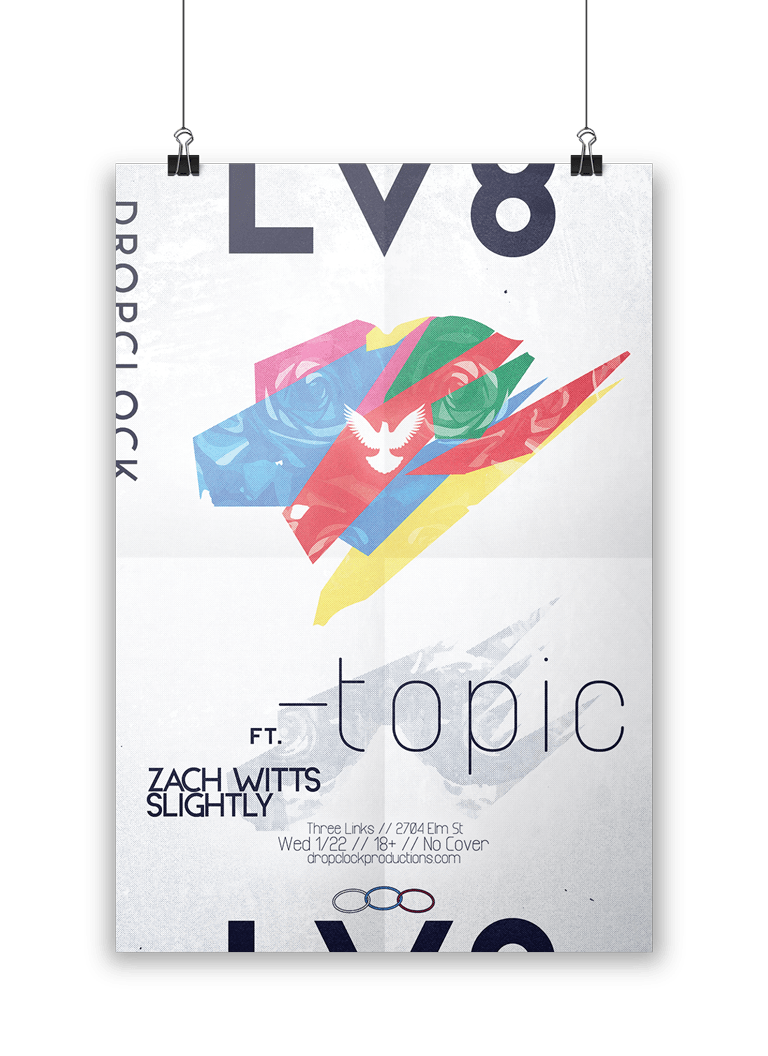 LV8
DROPCLOCK
–topic
FT.
ZACH WITTS
SLIGHTLY
Three Links // 2704 Elm St
Wed 1/22 // 18+ // No Cover
dropclockproductions.com
LV8